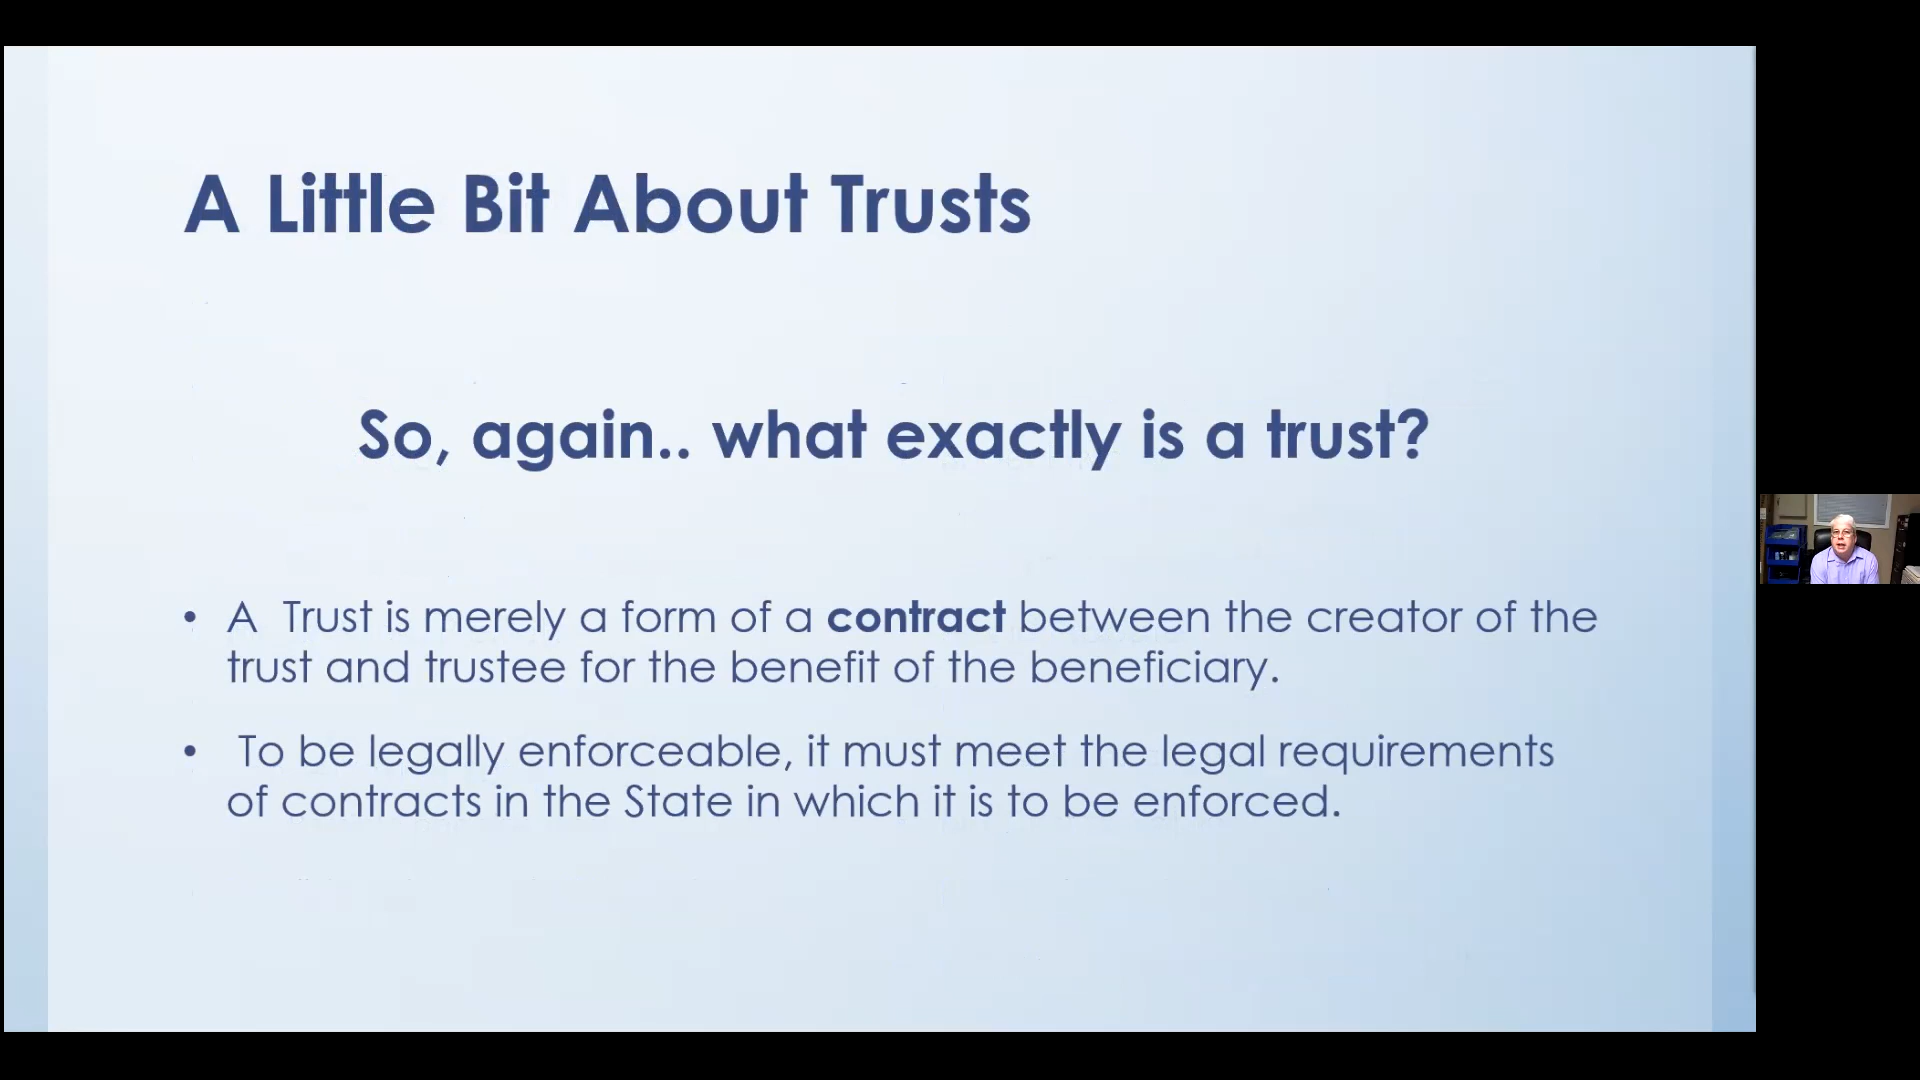 A Little Bit About Trusts
So, again.. what exactly is a trust?
• A  Trust is merely a form of a contract between the creator of the
trust and trustee for the benefit of the beneficiary.
•  To be legally enforceable, it must meet the legal requirements
of contracts in the State in which it is to be enforced.